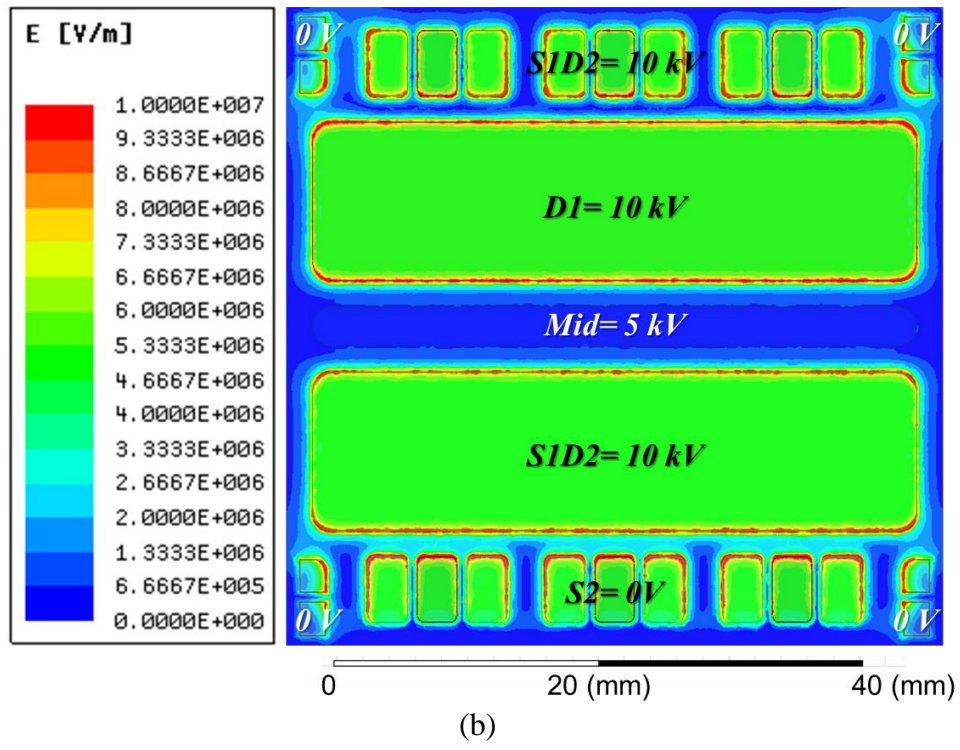 E [V/m]
1.0000E+007
9.3333E+006
8.6667E+006
8.0000E+006
7.3333E+006
6.6667E+006
6.0000E+006
5.3333E+006
4.6667E+006
4.0000E+006
3.3333E+006
2.6667E+006
2.0000E+006
1.3333E+006
6.6667E+005
0.0000E+000
0 V
0 V
S1D2= 10 kV
D1= 10 kV
Mid= 5 kV
S1D2= 10 kV
S2= 0V
0 V
0 V
0 20 (mm) 40 (mm)
(b)